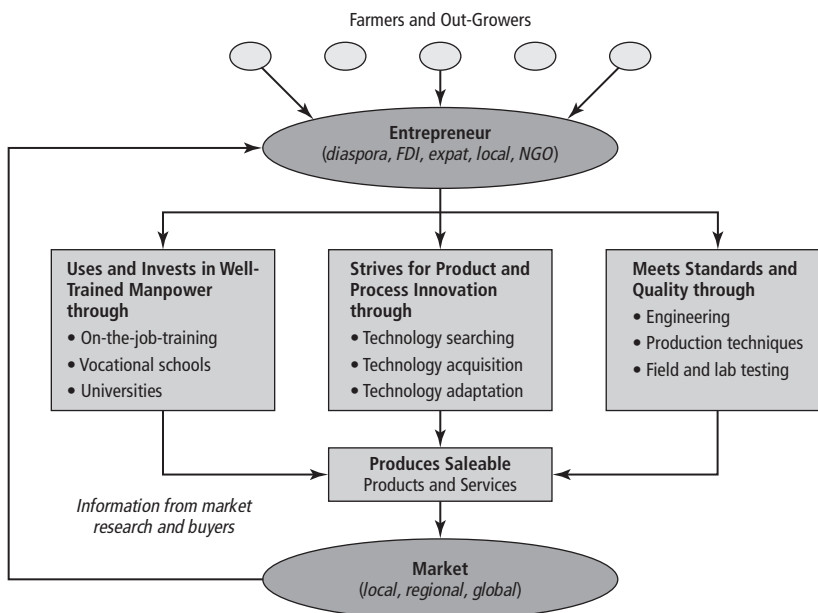 Farmers and Out-Growers
Entrepreneur
(diaspora, FDI, expat, local, NGO)
Uses and Invests in Well-
Trained Manpower
through
• On-the-job-training
• Vocational schools
• Universities
Strives for Product and
Process Innovation
through
• Technology searching
• Technology acquisition
• Technology adaptation
Meets Standards and
Quality through
• Engineering
• Production techniques
• Field and lab testing
Produces Saleable
Products and Services
Information from market
research and buyers
Market
(local, regional, global)